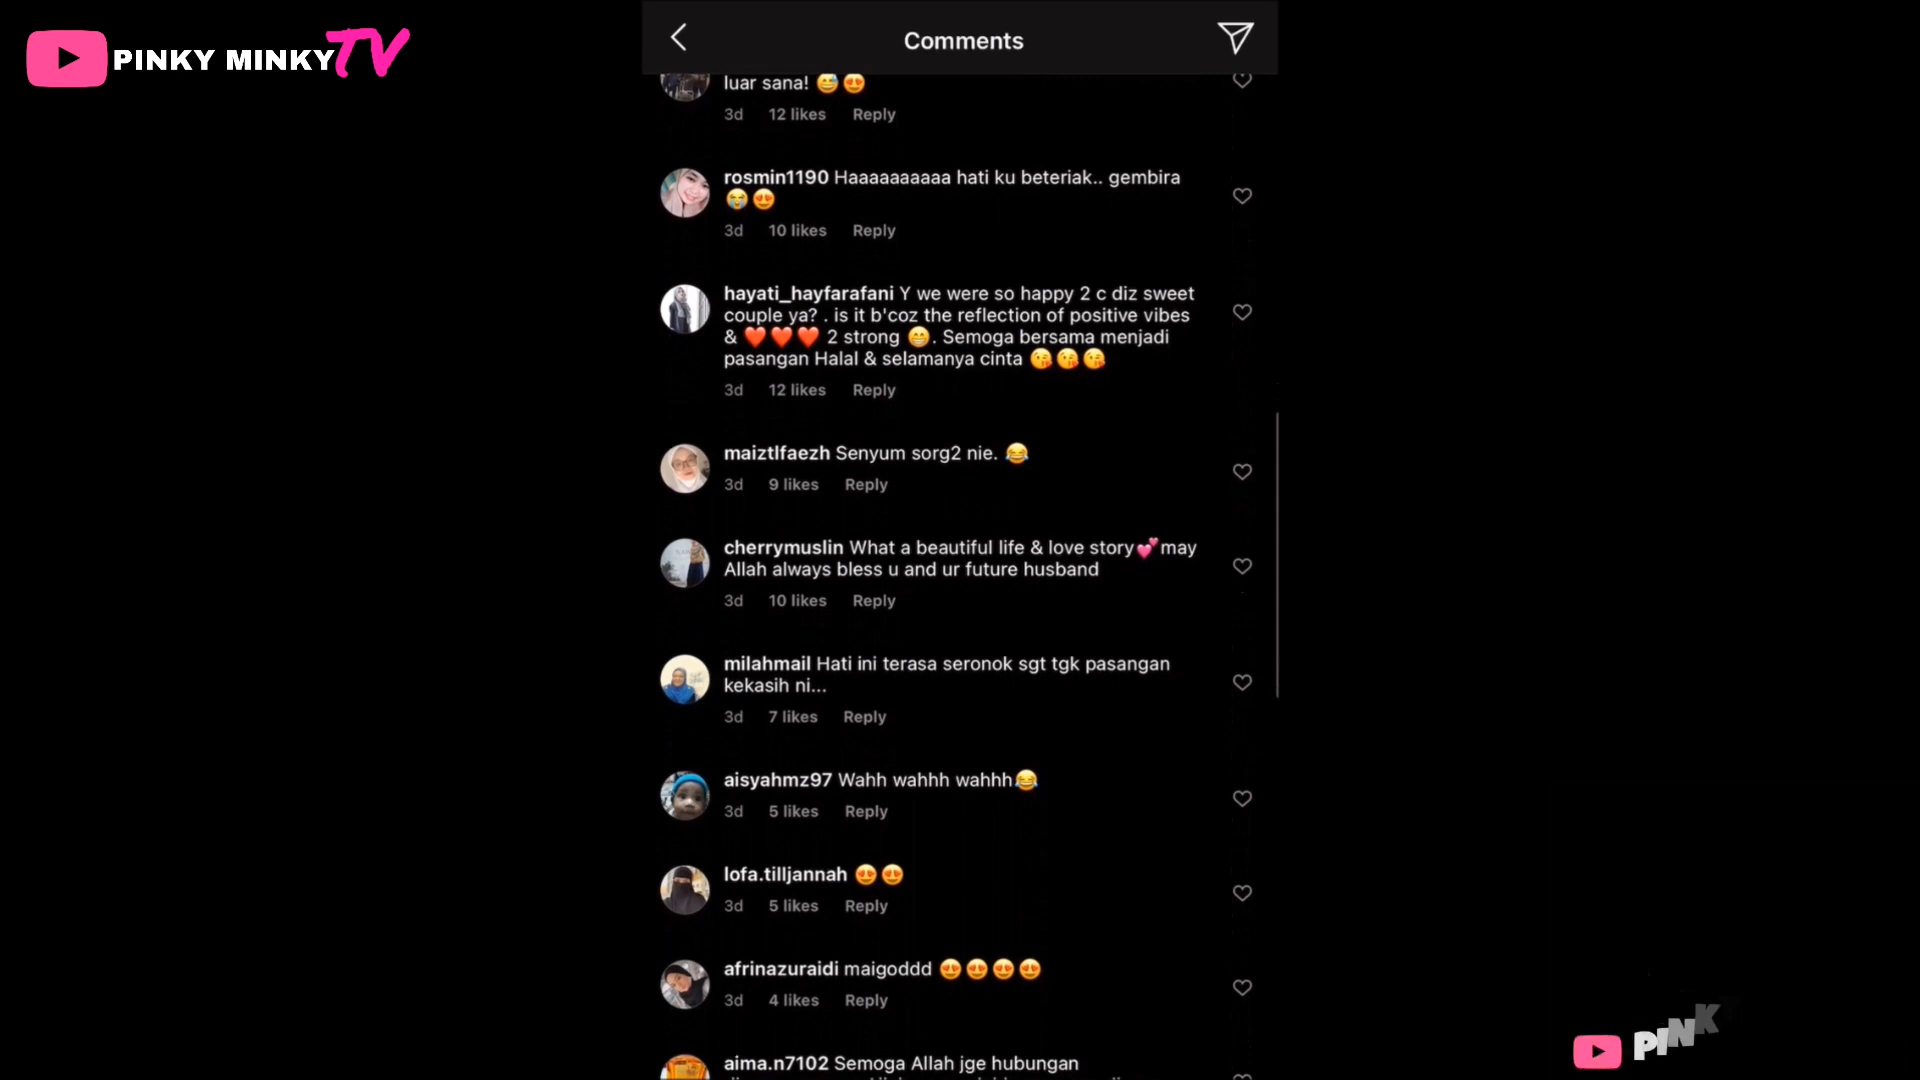 PINKY MINKY TV
Comments
luar sana! 😅😍
3d 12 likes Reply
rosmin1190 Haaaaaaaaaa hati ku beteriak.. gembira
😭😍
3d 10 likes Reply
hayati_hayfarafani Y we were so happy 2 c diz sweet
couple ya? . is it b'coz the reflection of positive vibes
& ❤️❤️❤️ 2 strong 😁. Semoga bersama menjadi
pasangan Halal & selamanya cinta 😘😘😘
3d 12 likes Reply
maiztlfaezh Senyum sorg2 nie. 😂
3d 9 likes Reply
cherrymuslin What a beautiful life & love story💕may
Allah always bless u and ur future husband
3d 10 likes Reply
milahmail Hati ini terasa seronok sgt tgk pasangan
kekasih ni...
3d 7 likes Reply
aisyahmz97 Wahh wahhh wahhh😂
3d 5 likes Reply
lofa.tilljannah 😍😍
3d 5 likes Reply
afrinazuraidi maigoddd 😍😍😍😍
3d 4 likes Reply
aima.n7102 Semoga Allah jge hubungan
PINK